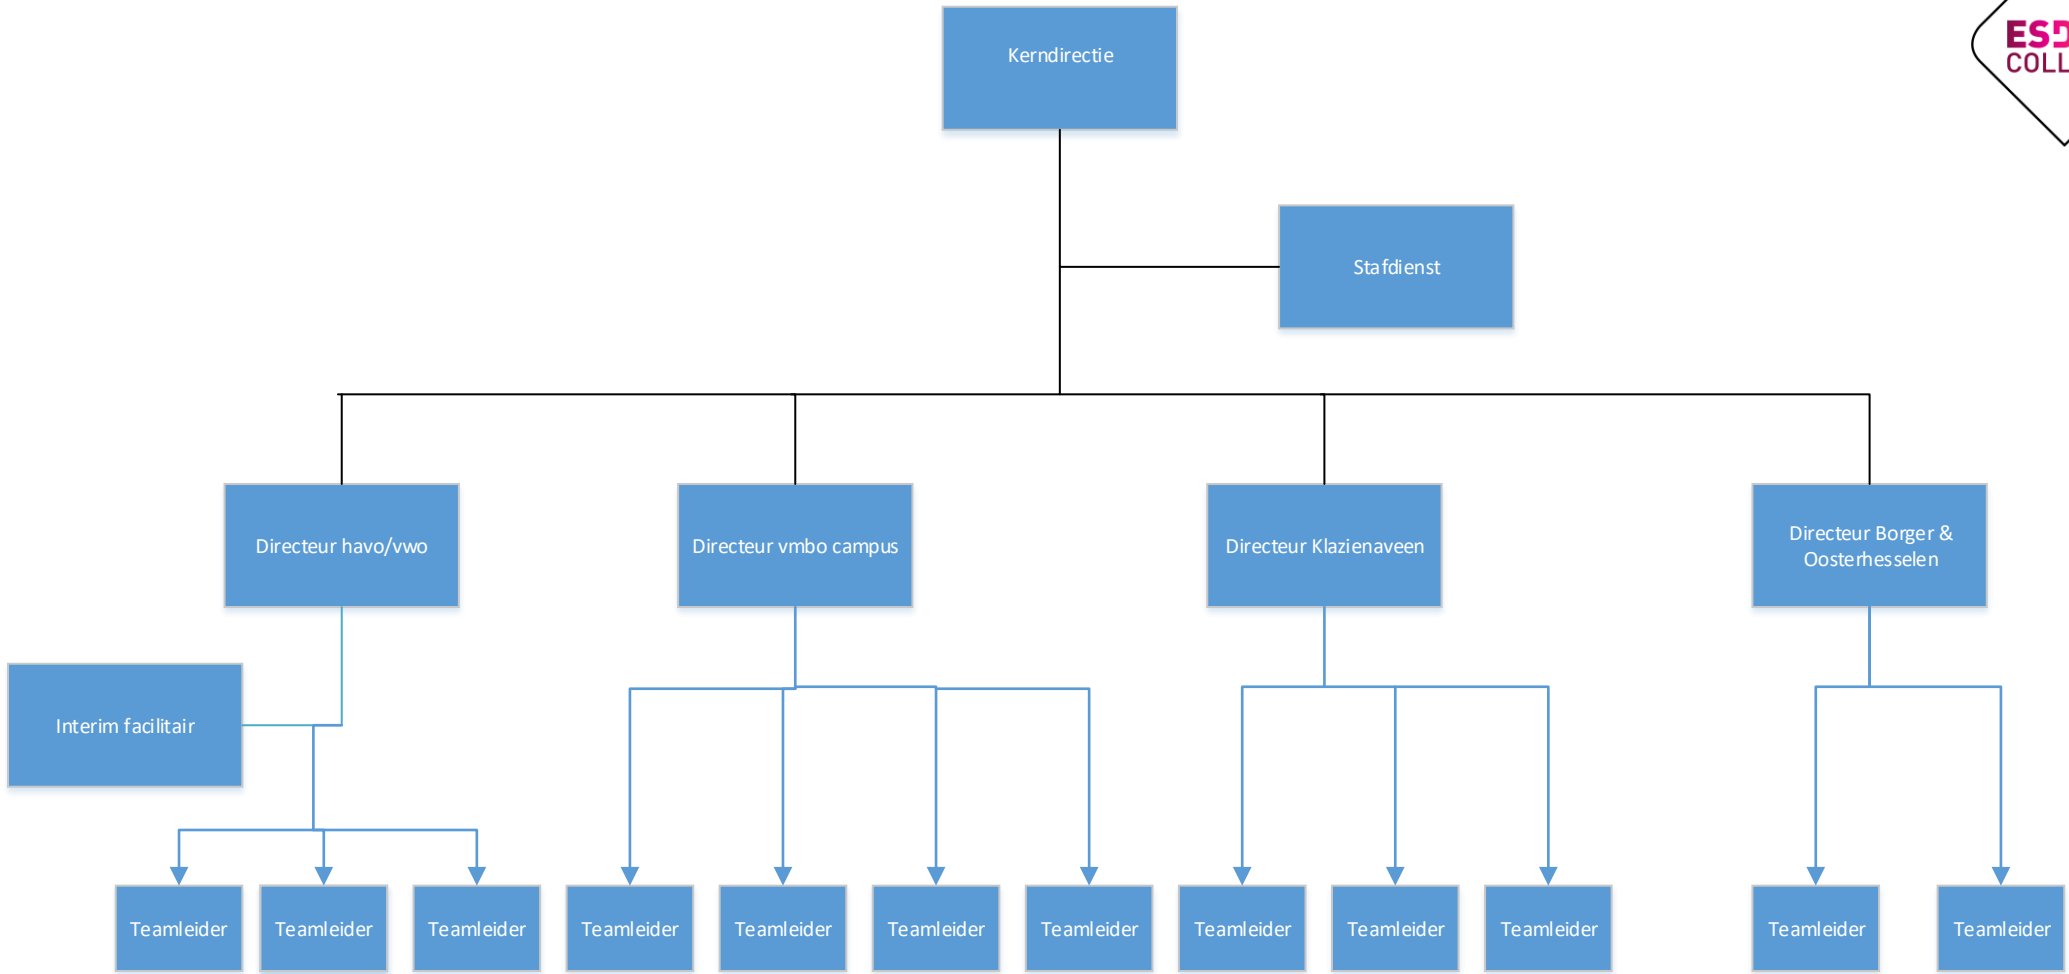 Kerndirectie
Stafdienst
Directeur havo/vwo
Directeur vmbo campus
Directeur Klazienaveen
Directeur Borger &
Oosterhesselen
Interim facilitair
Teamleider
Teamleider
Teamleider
Teamleider
Teamleider
Teamleider
Teamleider
Teamleider
Teamleider
Teamleider
Teamleider
Teamleider